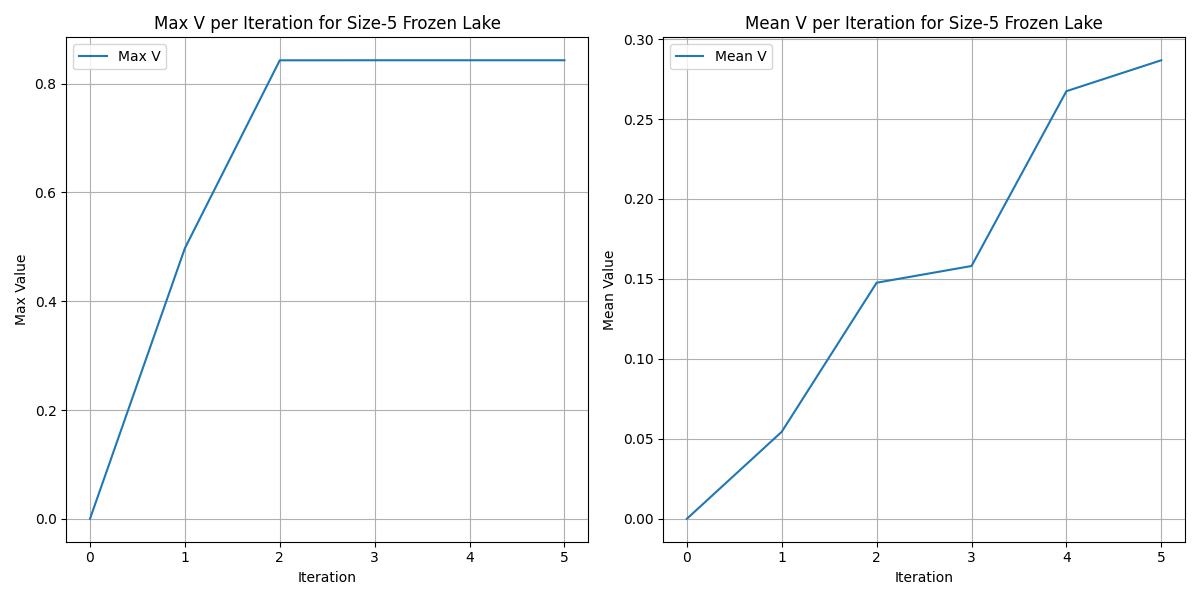 Max V per Iteration for Size-5 Frozen Lake
Max V
0.8
0.6
0.4
0.2
0.0
Max Value
0 1 2 3 4 5
Iteration
Mean V per Iteration for Size-5 Frozen Lake
Mean V
0.30
0.25
0.20
0.15
0.10
0.05
0.00
Mean Value
0 1 2 3 4 5
Iteration